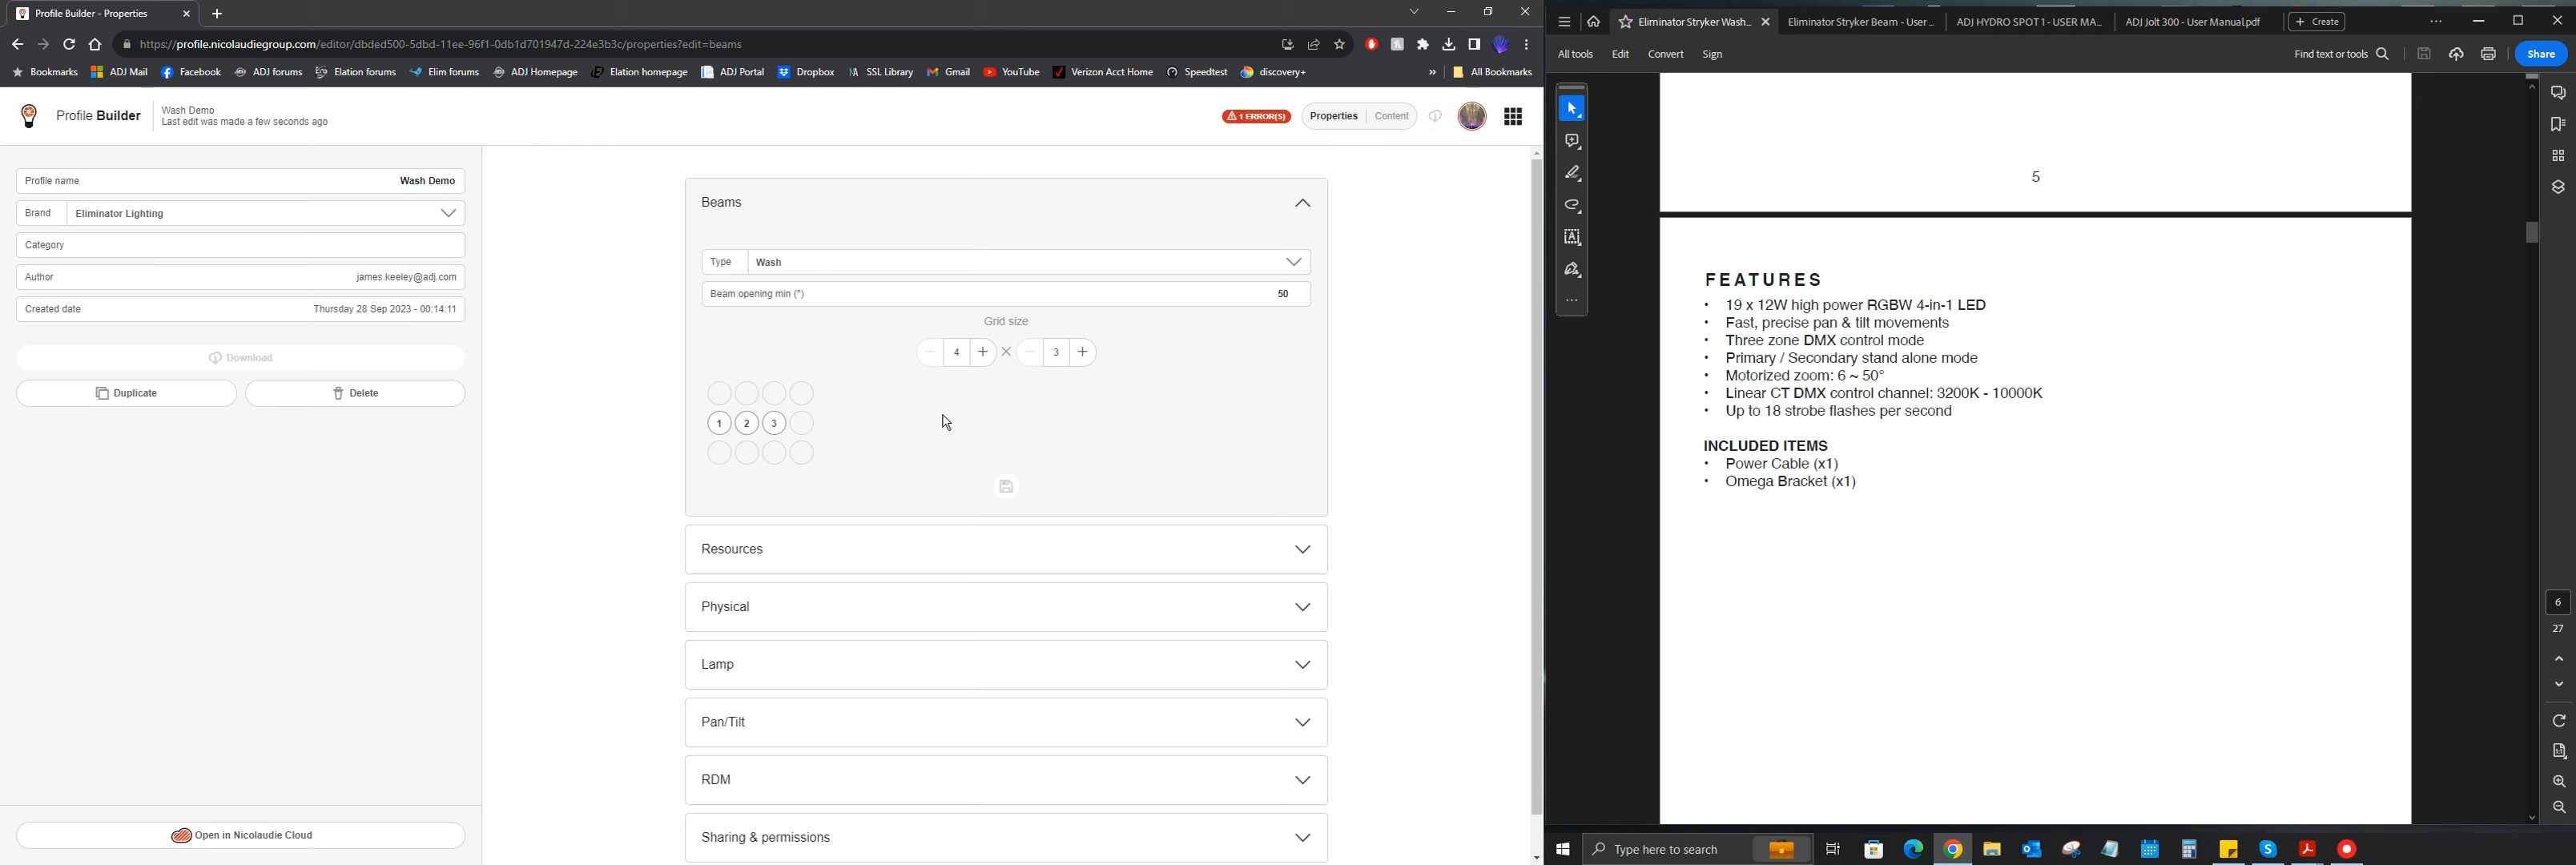 Profile Builder - Properties
https://profile.nicolaudiegroup.com/editor/dbded500-5dbd-11ee-96f1-0db1d701947d-224e3b3c/properties?edit=beams
Bookmarks ADJ Mail Facebook ADJ forums Elation forums Elim forums ADJ Homepage Elation homepage ADJ Portal Dropbox SSL Library Gmail YouTube Verizon Acct Home Speedtest discovery+ » All Bookmarks
Profile Builder
Wash Demo
Last edit was made a few seconds ago
1 ERROR(S)
Properties Content
Profile name Wash Demo
Brand Eliminator Lighting
Category
Author james.keeley@adj.com
Created date Thursday 28 Sep 2023 - 00:14:11
Download
Duplicate Delete
Open in Nicolaudie Cloud
Beams
Type Wash
Beam opening min (°) 50
Grid size
− 4 + × − 3 +
1 2 3
Resources
Physical
Lamp
Pan/Tilt
RDM
Sharing & permissions
Eliminator Stryker Wash... Eliminator Stryker Beam - User ... ADJ HYDRO SPOT 1 - USER MA... ADJ Jolt 300 - User Manual.pdf + Create
All tools Edit Convert Sign Find text or tools Share
5
FEATURES
• 19 x 12W high power RGBW 4-in-1 LED
• Fast, precise pan & tilt movements
• Three zone DMX control mode
• Primary / Secondary stand alone mode
• Motorized zoom: 6 ~ 50°
• Linear CT DMX control channel: 3200K - 10000K
• Up to 18 strobe flashes per second
INCLUDED ITEMS
• Power Cable (x1)
• Omega Bracket (x1)
6
27
Type here to search